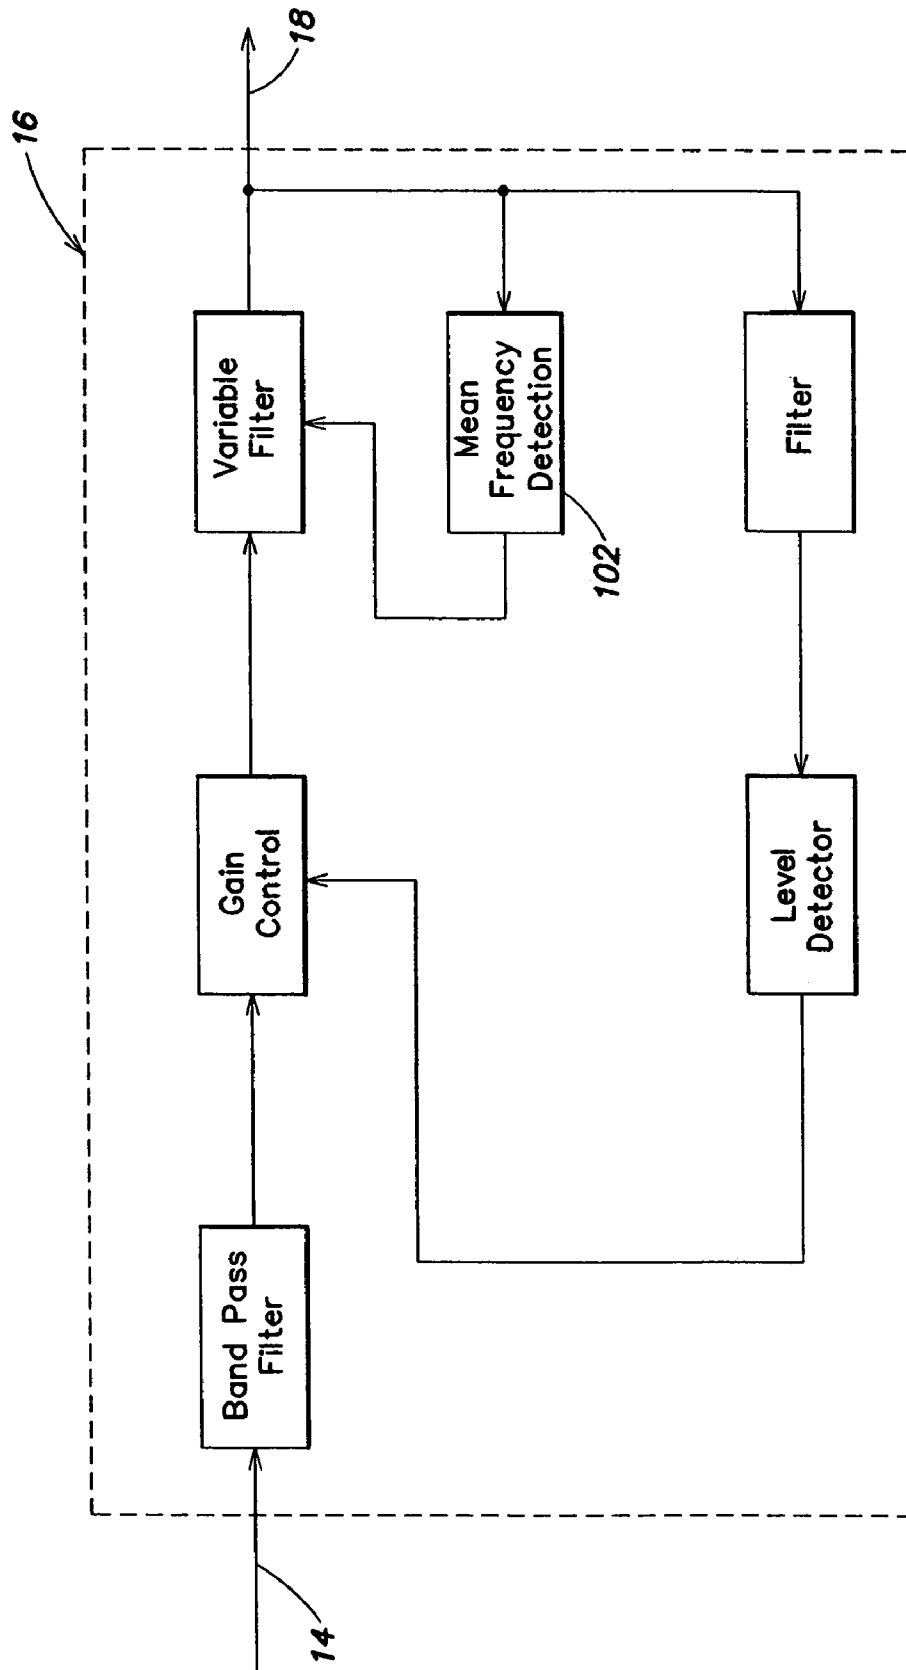 16
14
Band Pass
Filter
Gain
Control
Variable
Filter
18
Mean
Frequency
Detection
102
Level
Detector
Filter